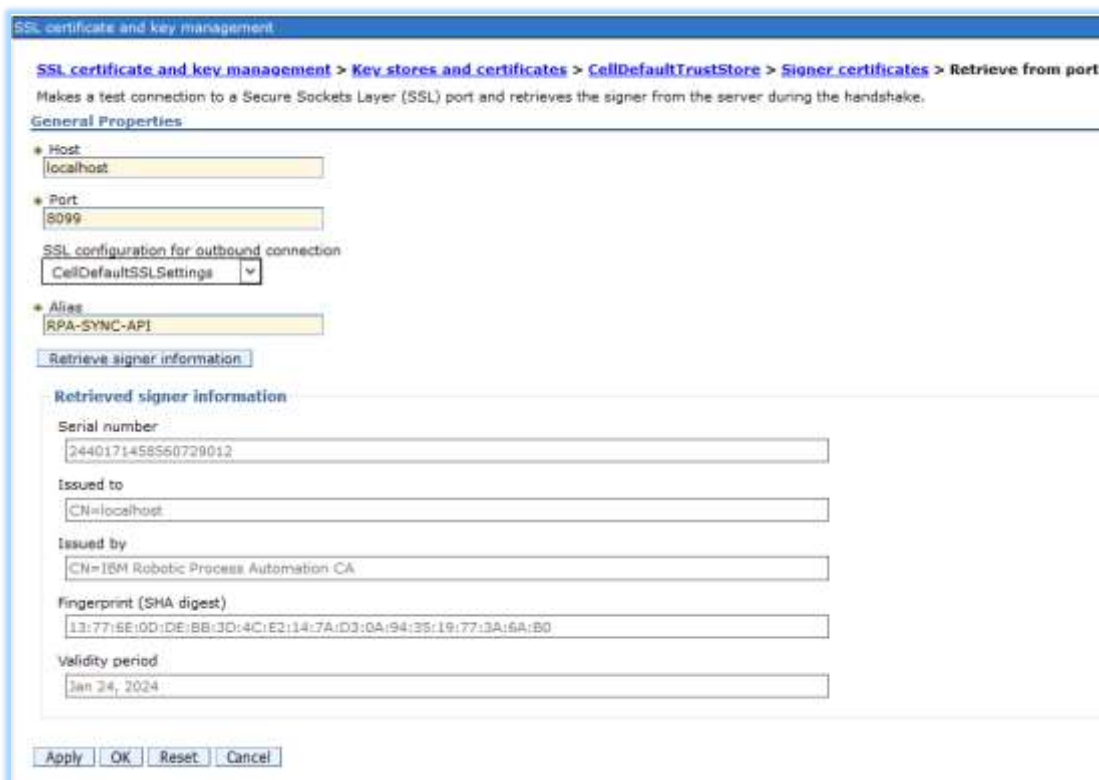 SSL certificate and key management
SSL certificate and key management > Key stores and certificates > CellDefaultTrustStore > Signer certificates > Retrieve from port
Makes a test connection to a Secure Sockets Layer (SSL) port and retrieves the signer from the server during the handshake.
General Properties
Host
localhost
Port
8099
SSL configuration for outbound connection
CellDefaultSSLSettings
Alias
RPA-SYNC-API
Retrieve signer information
Retrieved signer information
Serial number
2440171458560729012
Issued to
CN=localhost
Issued by
CN=IBM Robotic Process Automation CA
Fingerprint (SHA digest)
13:77:6E:0D:DE:BB:3D:4C:E2:14:7A:D3:0A:94:35:19:77:3A:6A:B0
Validity period
Jan 24, 2024
Apply OK Reset Cancel